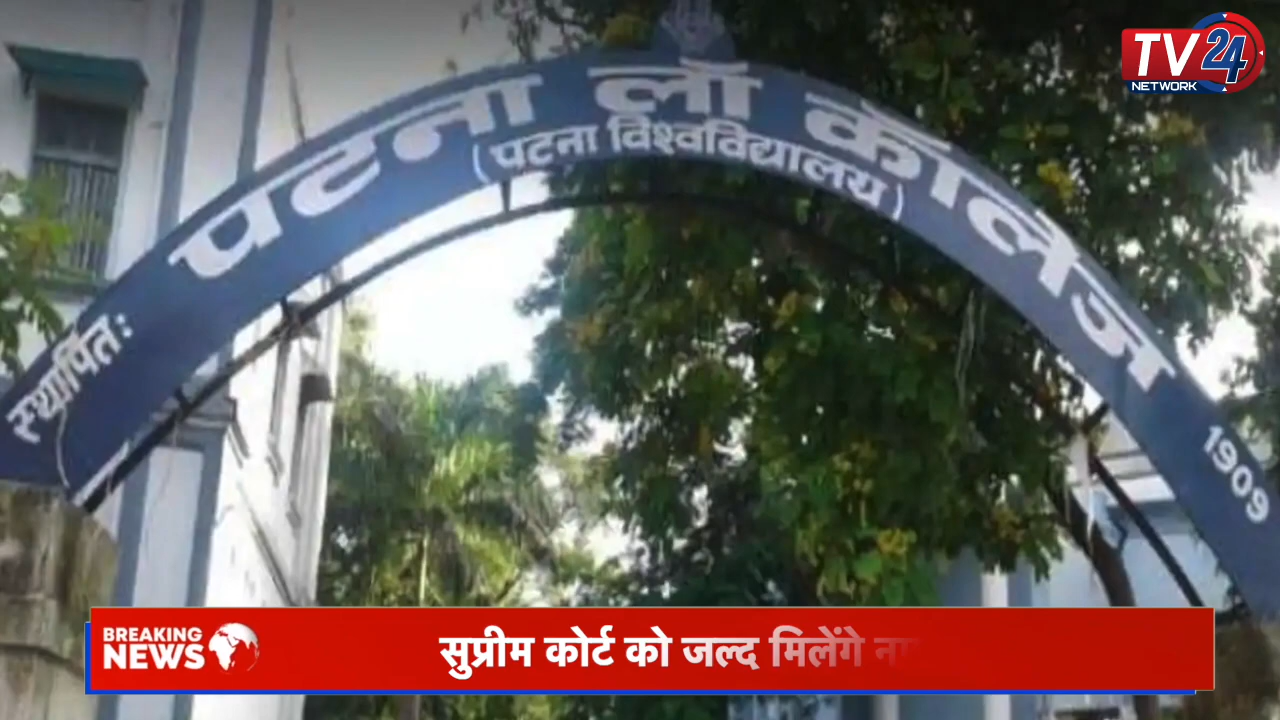 TV24
NETWORK
पटना लॉ कॉलेज
(पटना विश्वविद्यालय)
स्थापित:
1909
BREAKING
NEWS
सुप्रीम कोर्ट को जल्द मिलेंगे